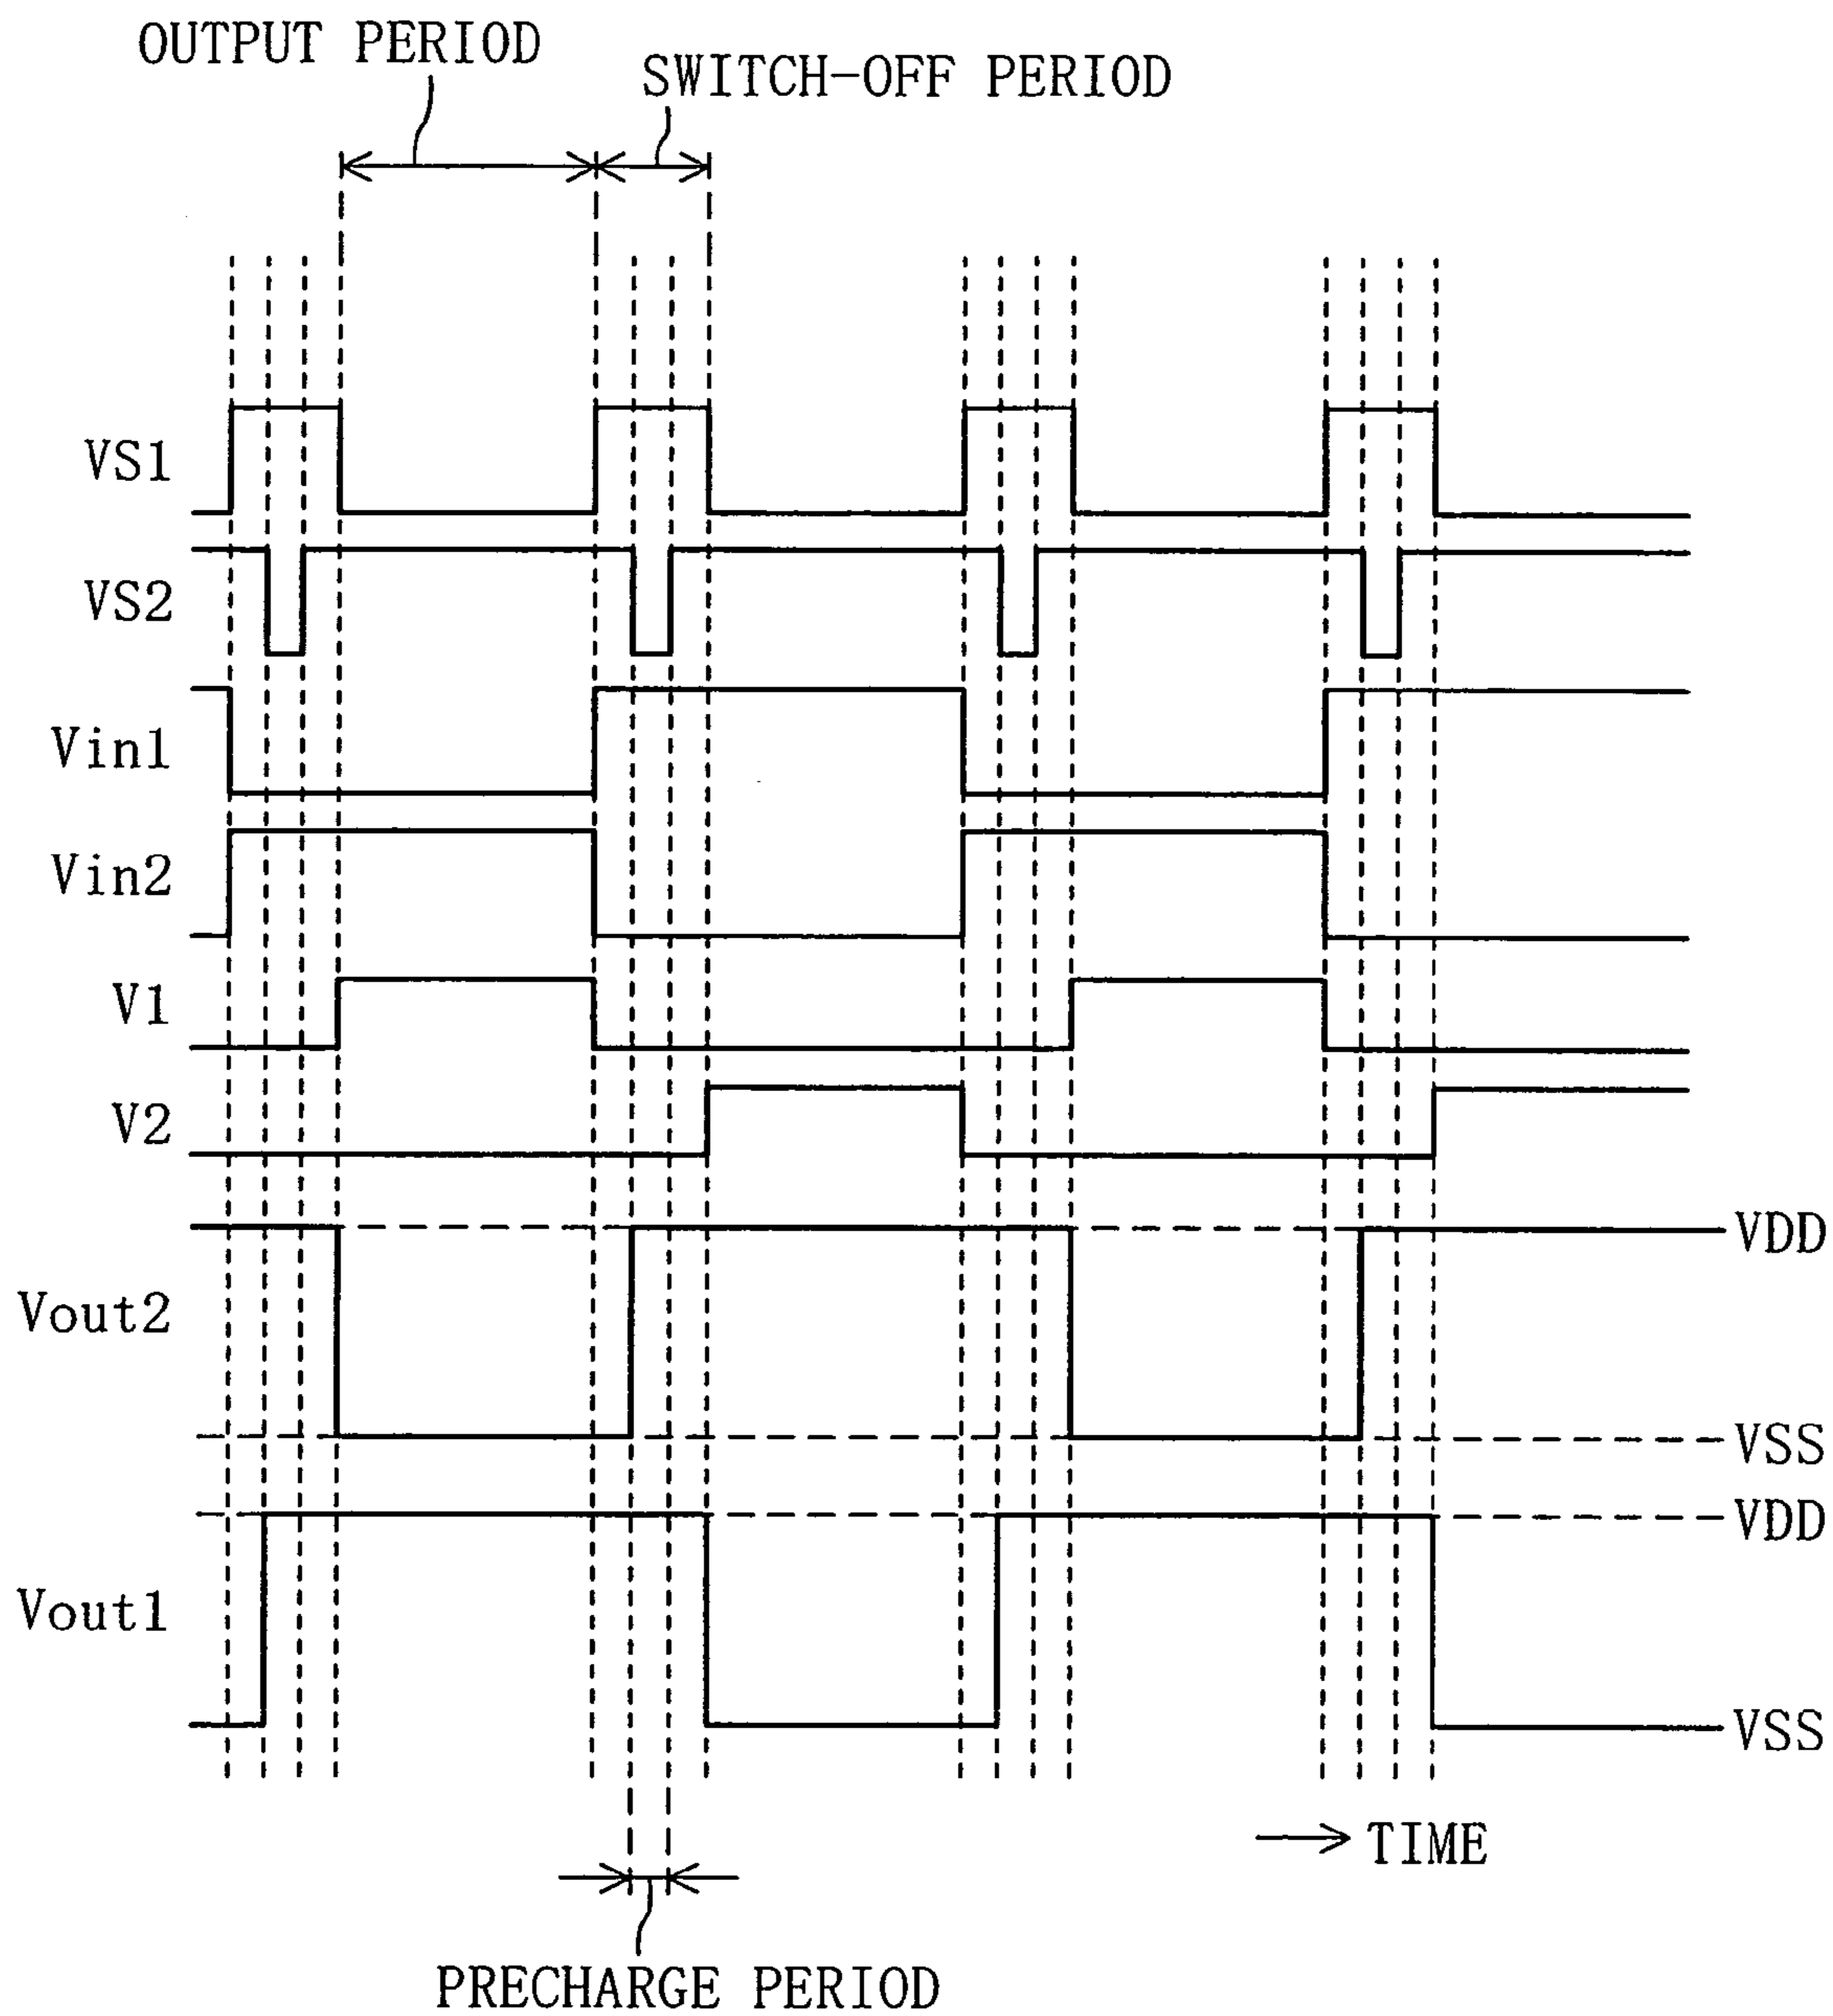 OUTPUT PERIOD
SWITCH-OFF PERIOD
VS1
VS2
Vin1
Vin2
V1
V2
VDD
Vout2
VSS
VDD
Vout1
VSS
TIME
PRECHARGE PERIOD